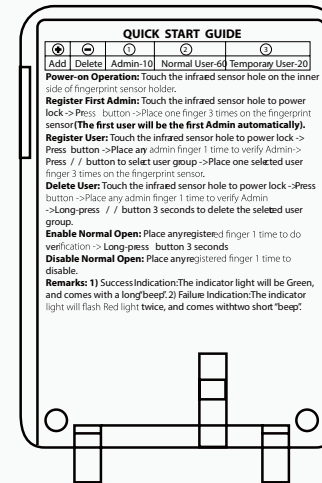 QUICK START GUIDE
⊕ ⊖ ① ② ③
Add Delete Admin-10 Normal User-60 Temporary User-20
Power-on Operation: Touch the infrared sensor hole on the inner
side of fingerprint sensor holder.
Register First Admin: Touch the infrared sensor hole to power
lock -> Press button ->Place one finger 3 times on the fingerprint
sensor(The first user will be the first Admin automatically).
Register User: Touch the infrared sensor hole to power lock ->
Press button ->Place any admin finger 1 time to verify Admin->
Press / / button to select user group ->Place one selected user
finger 3 times on the fingerprint sensor.
Delete User: Touch the infrared sensor hole to power lock ->Press
button ->Place any admin finger 1 time to verify Admin
->Long-press / / button 3 seconds to delete the seleted user
group.
Enable Normal Open: Place anyregistered finger 1 time to do
verification -> Long-press button 3 seconds
Disable Normal Open: Place anyregistered finger 1 time to
disable.
Remarks: 1) Success Indication:The indicator light will be Green,
and comes with a long"beep". 2) Failure Indication:The indicator
light will flash Red light twice, and comes withtwo short "beep".